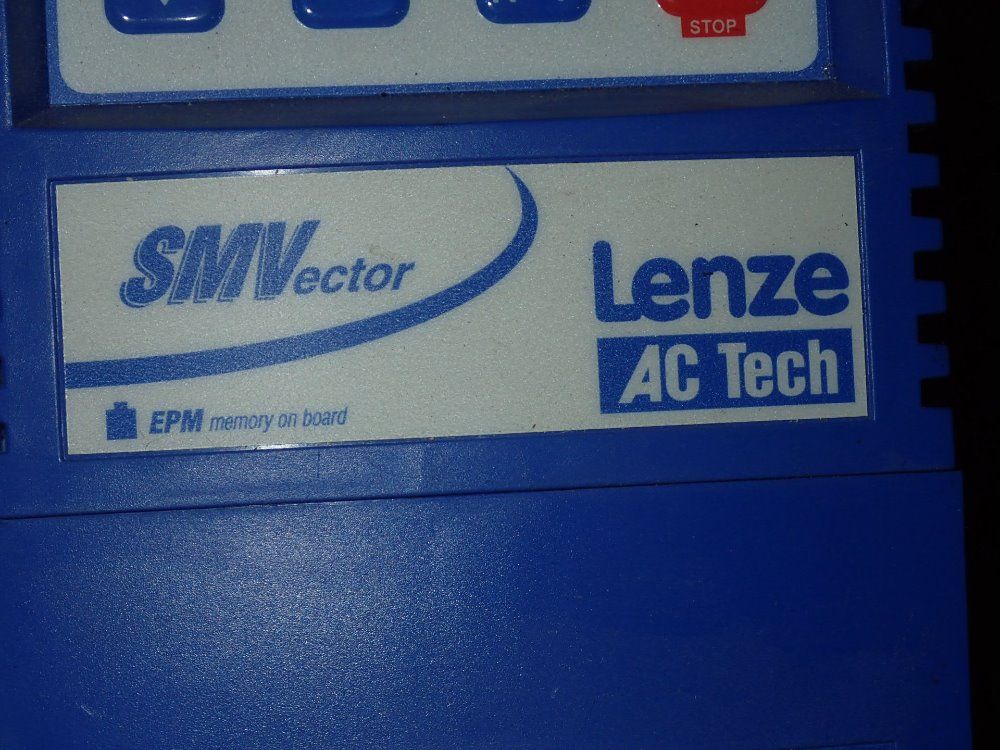 STOP
SMVector
Lenze
AC Tech
EPM memory on board